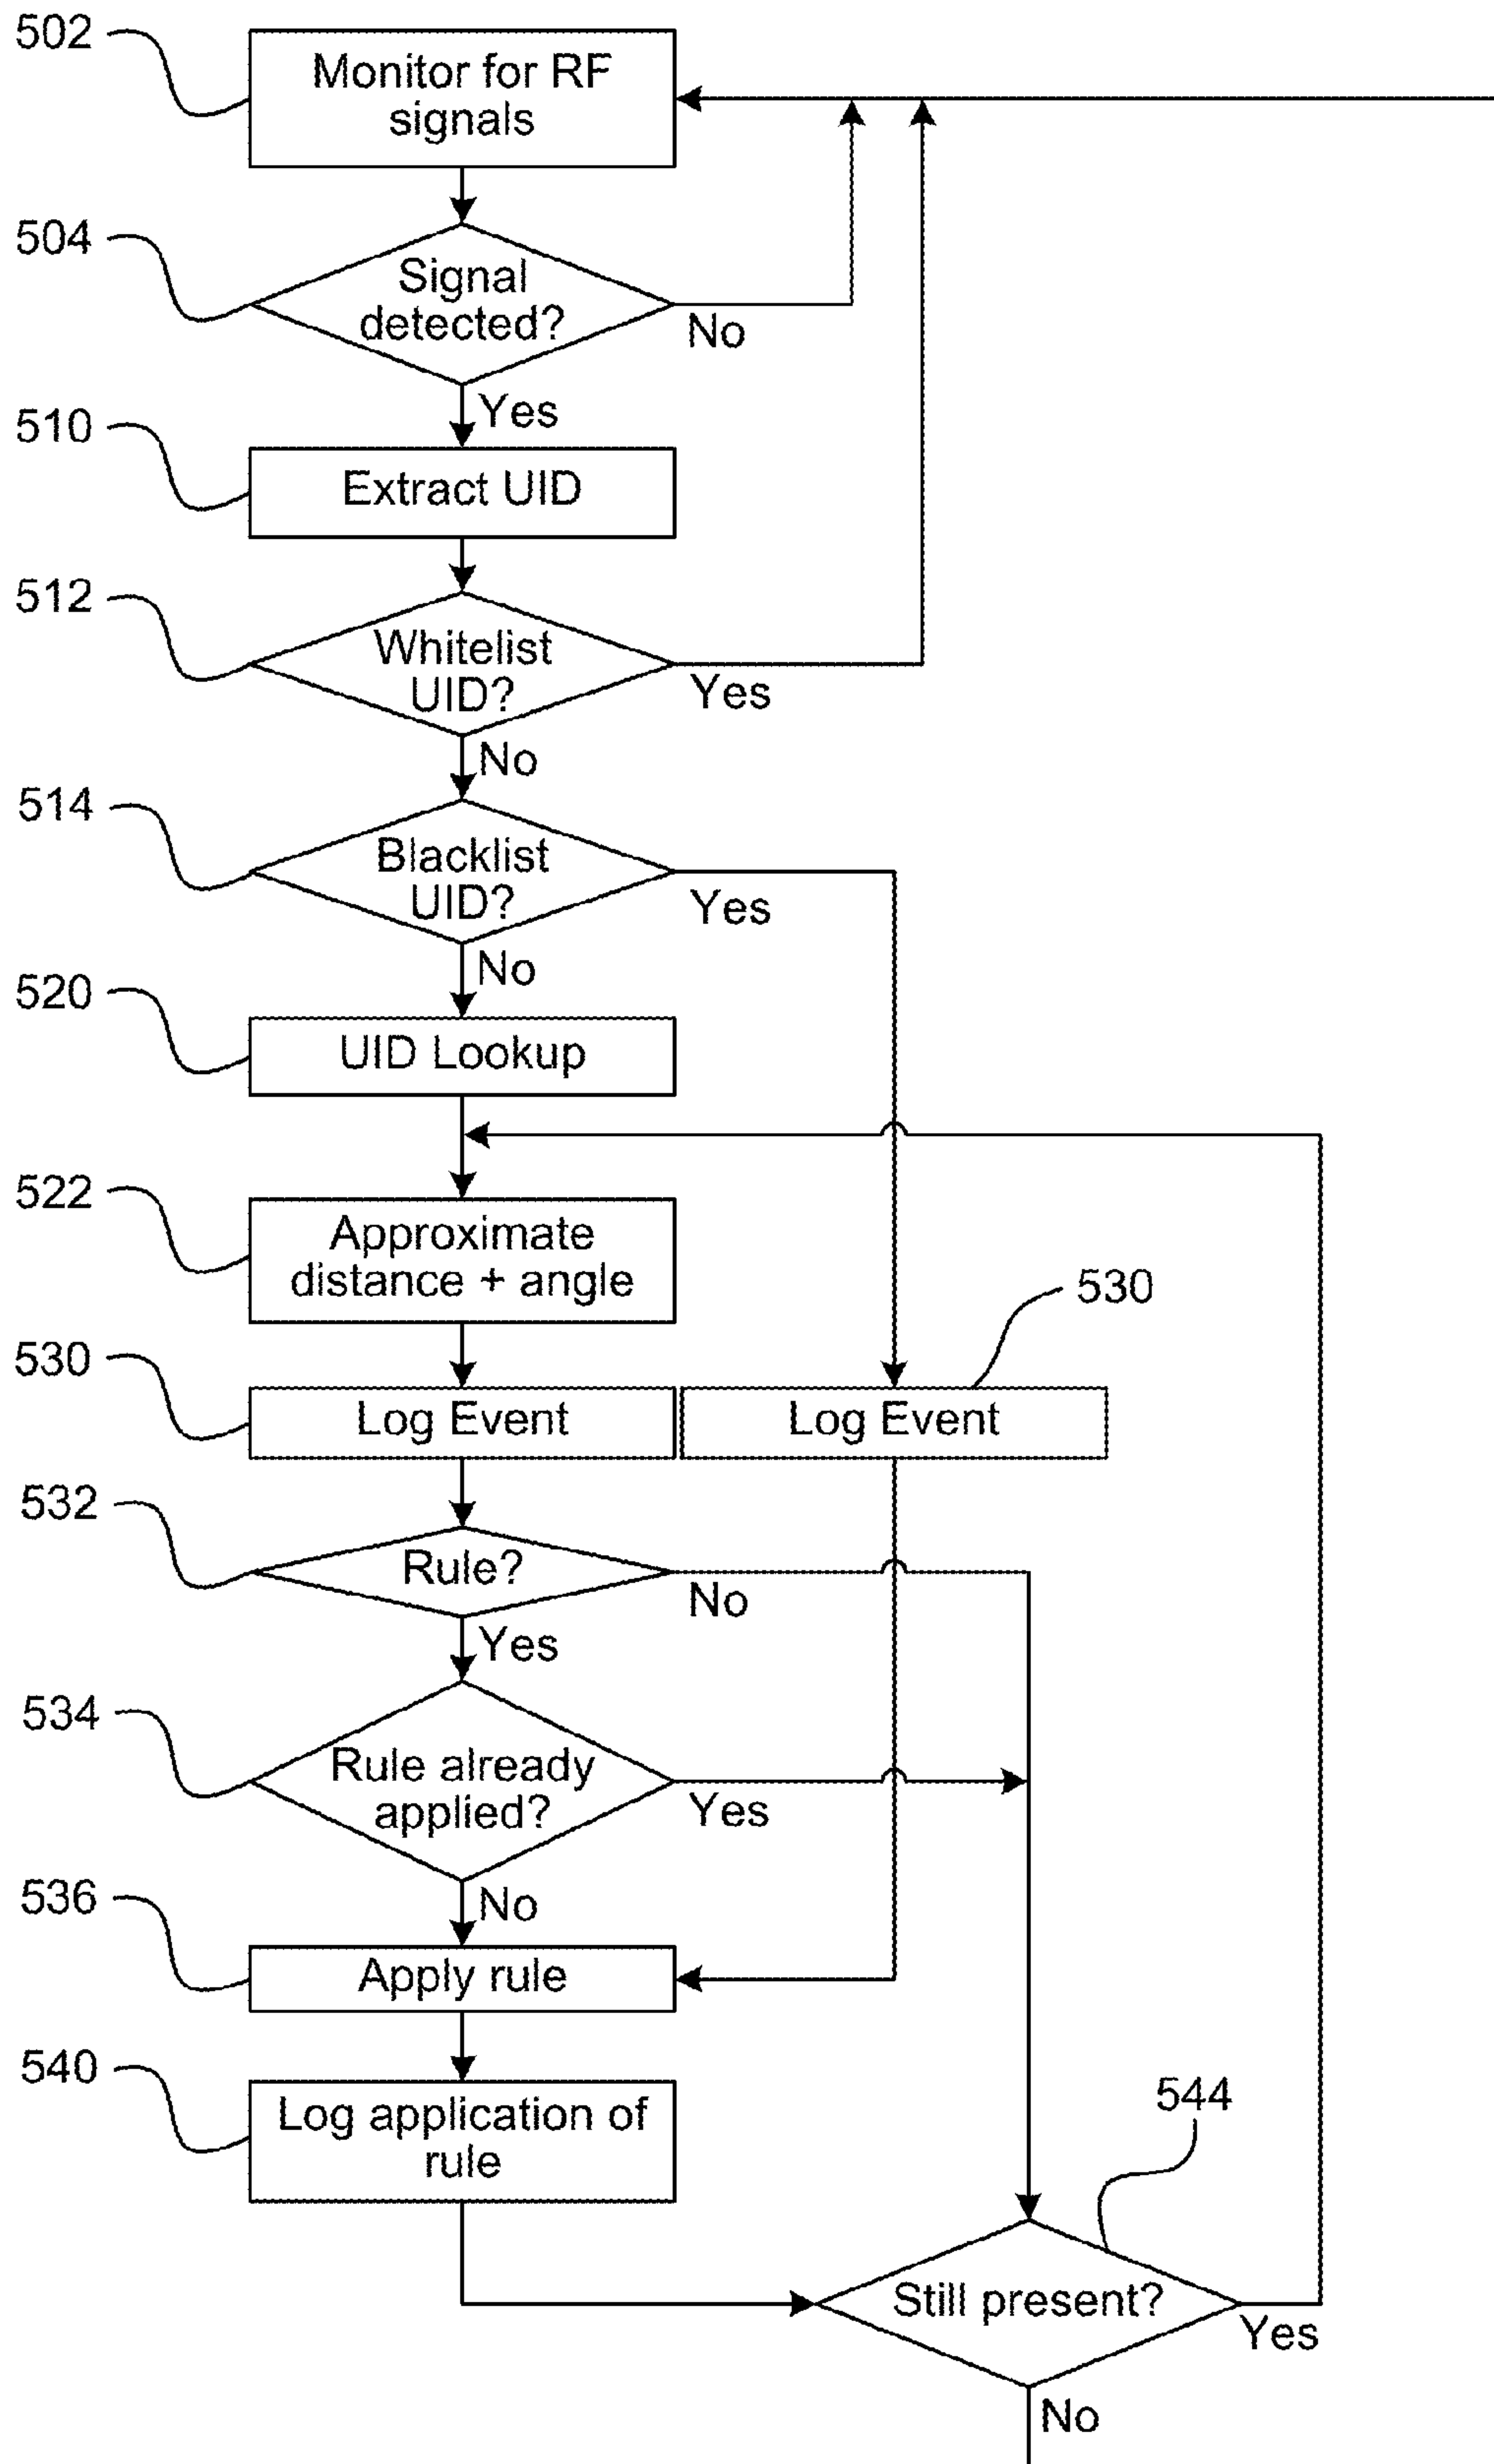 502
Monitor for RF
signals
504
Signal
detected?
No
Yes
510
Extract UID
512
Whitelist
UID?
Yes
No
514
Blacklist
UID?
Yes
No
520
UID Lookup
522
Approximate
distance + angle
530
530
Log Event
Log Event
532
Rule?
No
Yes
534
Rule already
applied?
Yes
No
536
Apply rule
540
Log application of
rule
544
Still present?
Yes
No